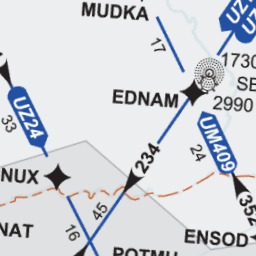 MUDKA
UZ
U
17
1730
SE
EDNAM
2990
UZ24
33
UM409
24
234
NUX
352
45
NAT
16
ENSOD
POTMU